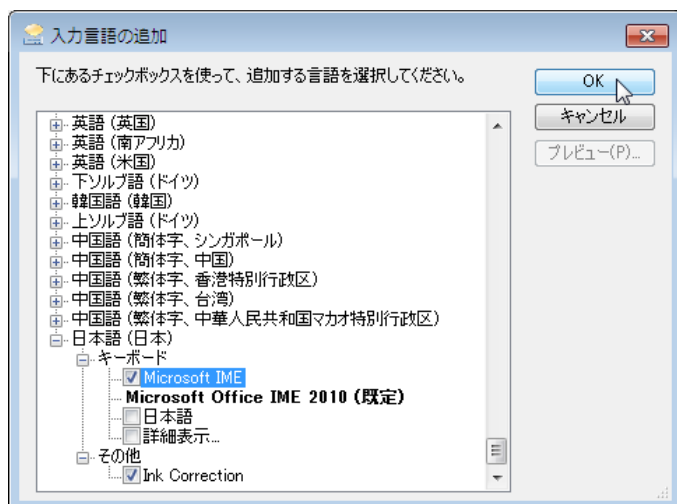 入力言語の追加
下にあるチェックボックスを使って、追加する言語を選択してください。
OK
キャンセル
プレビュー(P)...
英語 (英国)
英語 (南アフリカ)
英語 (米国)
下ソルブ語 (ドイツ)
韓国語 (韓国)
上ソルブ語 (ドイツ)
中国語 (簡体字、シンガポール)
中国語 (簡体字、中国)
中国語 (繁体字、香港特別行政区)
中国語 (繁体字、台湾)
中国語 (繁体字、中華人民共和国マカオ特別行政区)
日本語 (日本)
キーボード
Microsoft IME
Microsoft Office IME 2010 (既定)
日本語
詳細表示...
その他
Ink Correction